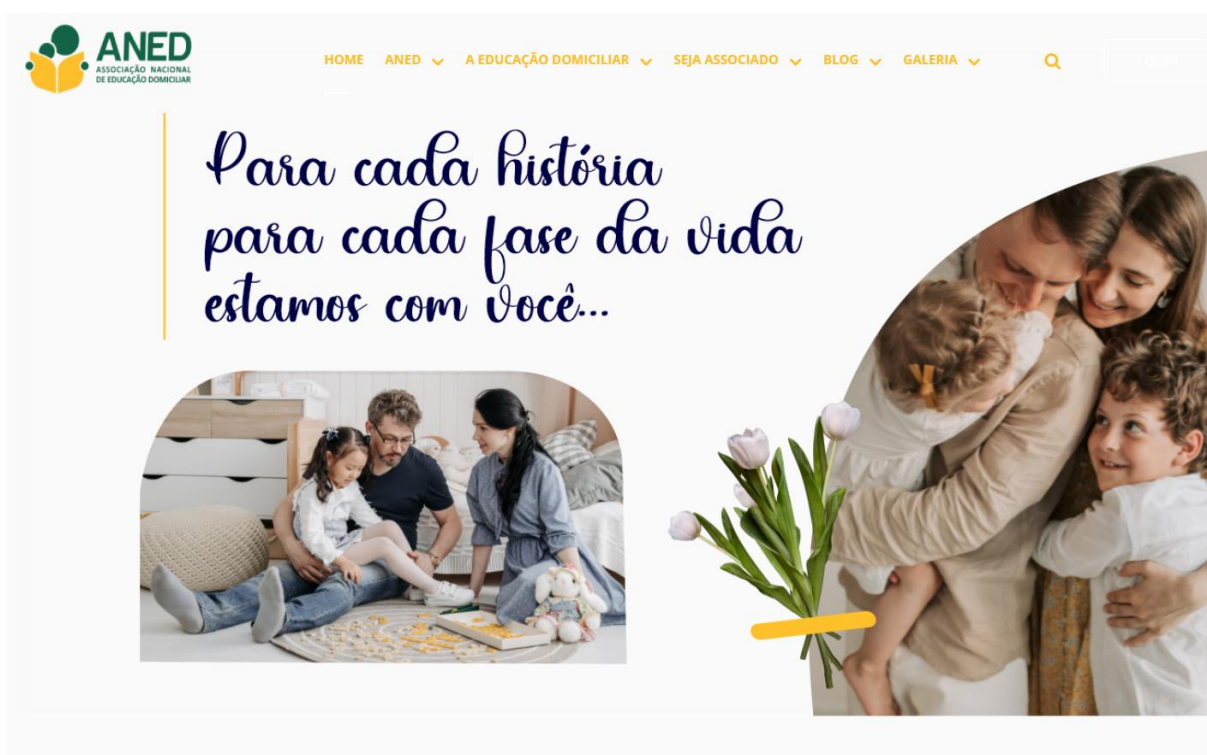 ANED
ASSOCIAÇÃO NACIONAL
DE EDUCAÇÃO DOMICILIAR
HOME ANED A EDUCAÇÃO DOMICILIAR SEJA ASSOCIADO BLOG GALERIA
Para cada história
para cada fase da vida
estamos com você...